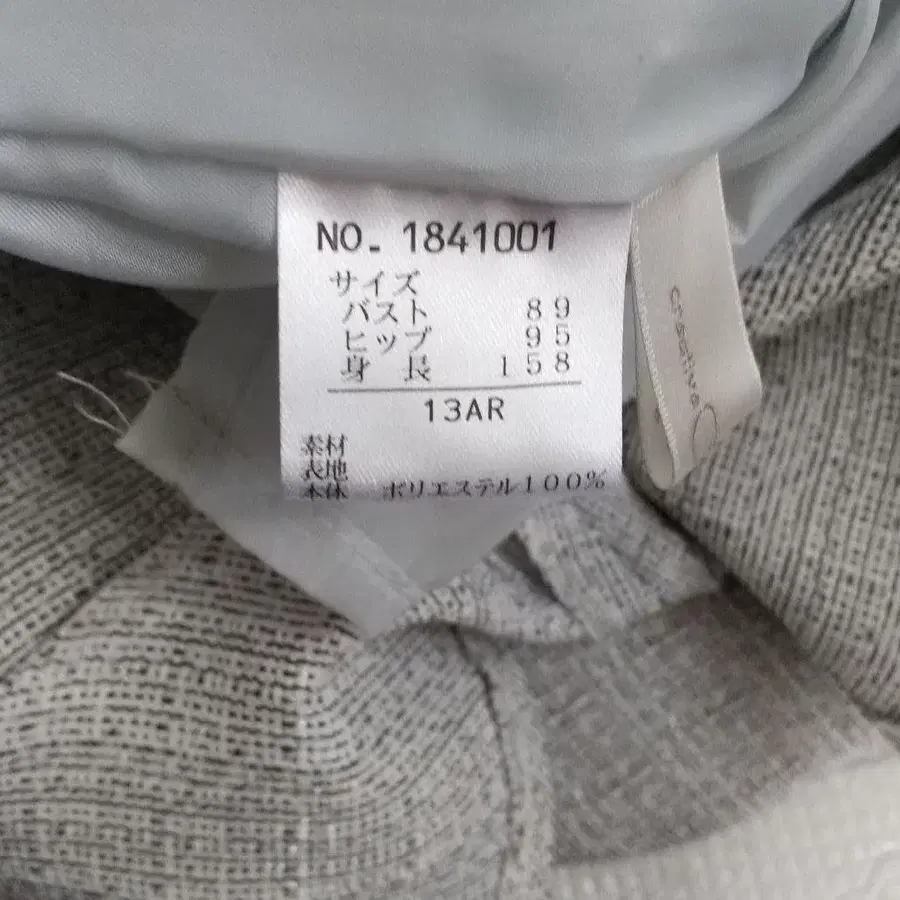 NO. 1841001
サイズ
バスト 89
ヒップ 95
身長 158
13AR
素材
表地
本体 ポリエステル100%
creative